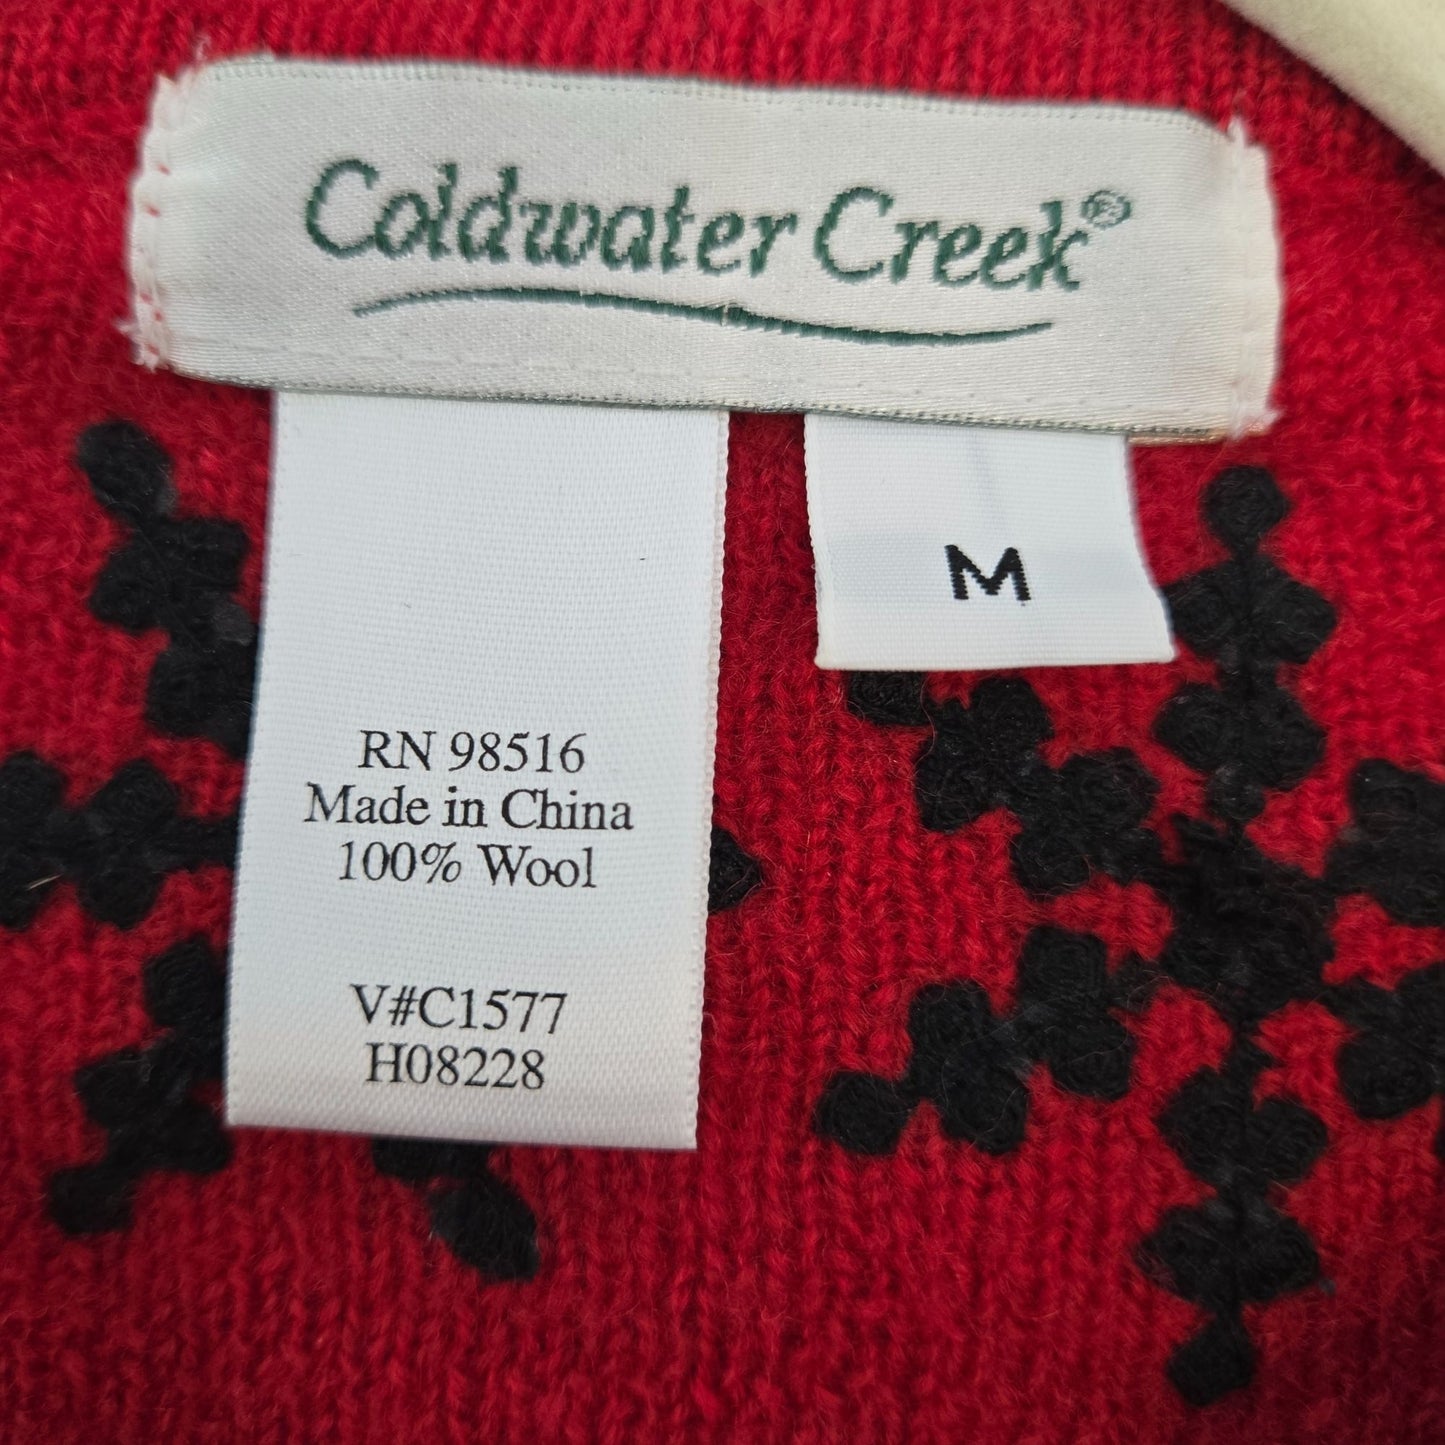 Coldwater Creek®
M
RN 98516
Made in China
100% Wool
V#C1577
H08228